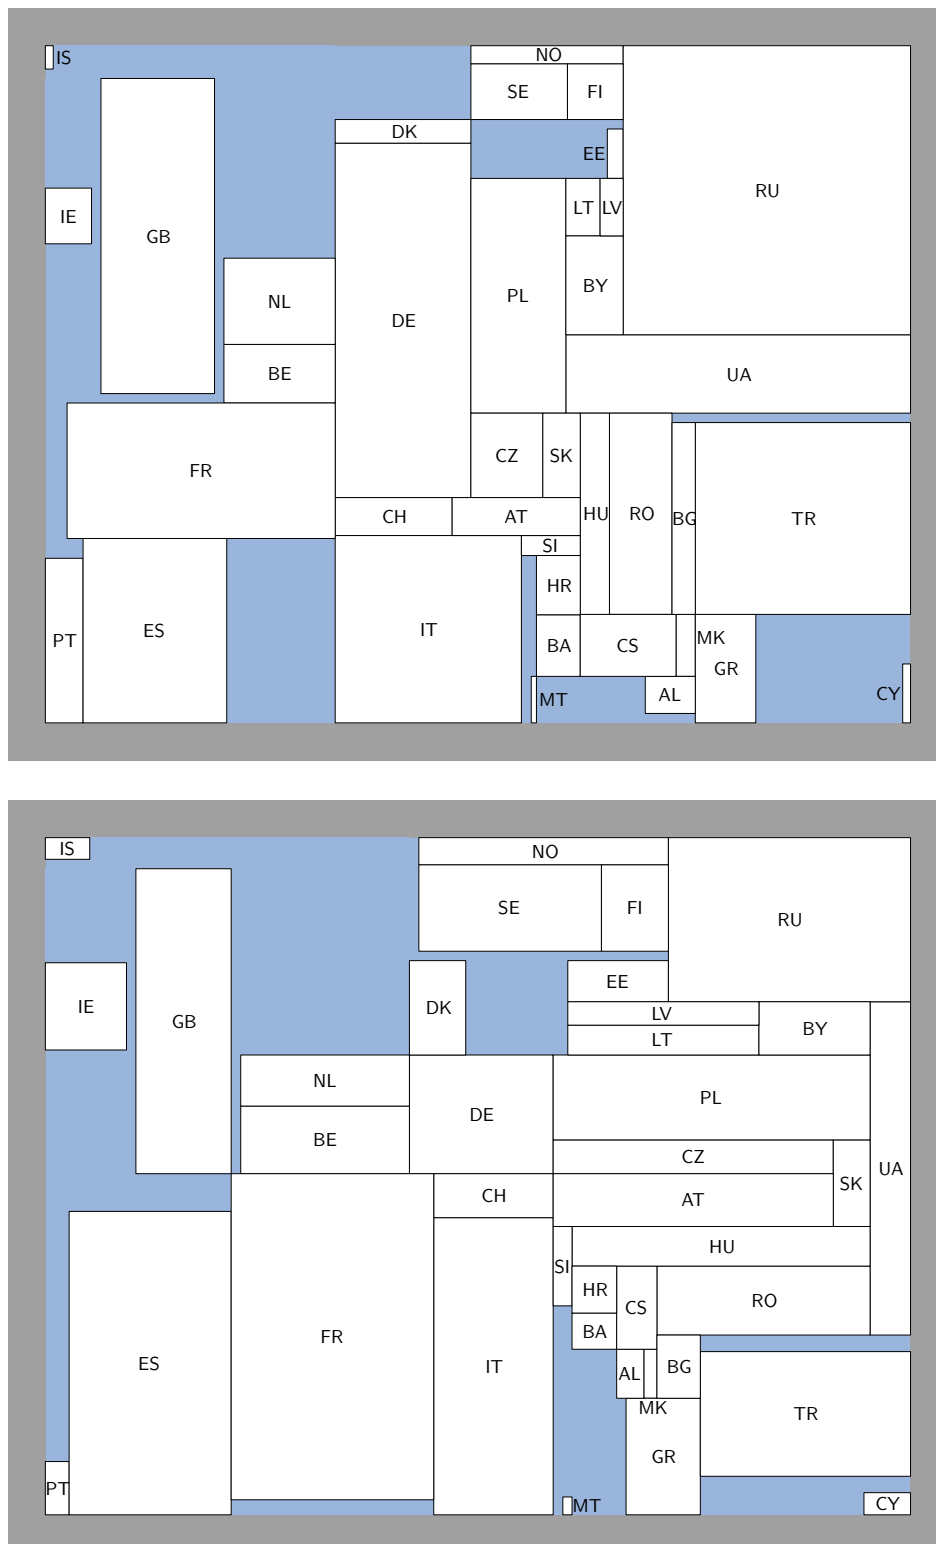 IS
NO
SE FI
DK
EE
RU
IE
GB
LT LV
NL
DE
PL
BY
BE
UA
FR
CZ SK
CH AT
HU RO BG TR
SI
HR
PT ES
IT
BA CS MK
GR
AL
MT
CY
IS
NO
SE FI
RU
EE
IE
GB
DK
LV
BY
LT
NL
DE
PL
BE
CZ
SK
UA
CH
AT
HU
SI
HR
CS
RO
BA
ES
FR
IT
AL
BG
MK
TR
GR
PT
MT
CY